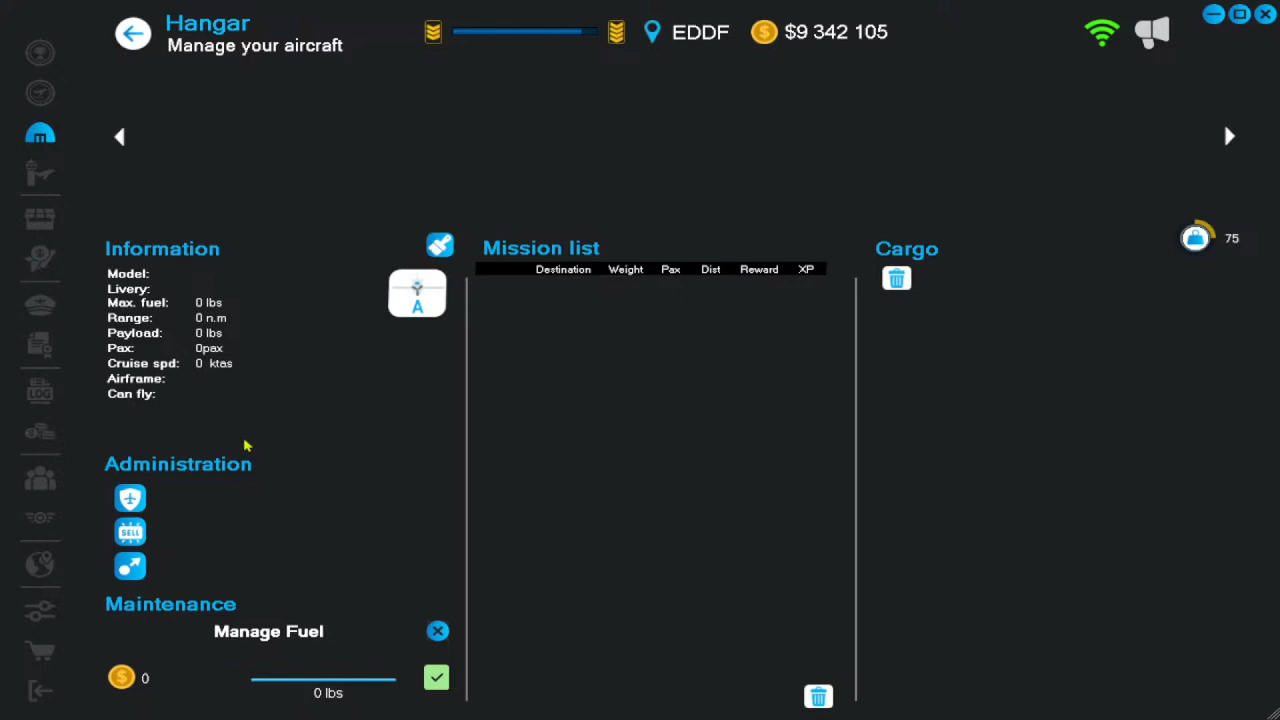 Hangar
Manage your aircraft
EDDF
$9 342 105
75
Information
Model:
Livery:
Max. fuel: 0 lbs
Range: 0 n.m
Payload: 0 lbs
Pax: 0pax
Cruise spd: 0 ktas
Airframe:
Can fly:
A
Mission list
Destination Weight Pax Dist Reward XP
Cargo
Administration
SELL
Maintenance
Manage Fuel
0
0 lbs
LOG